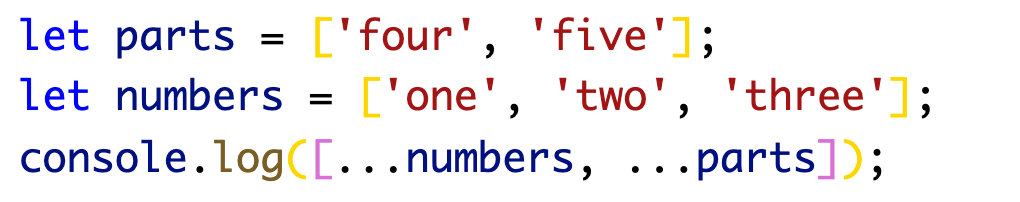 let parts = ['four', 'five'];
let numbers = ['one', 'two', 'three'];
console.log([...numbers, ...parts]);